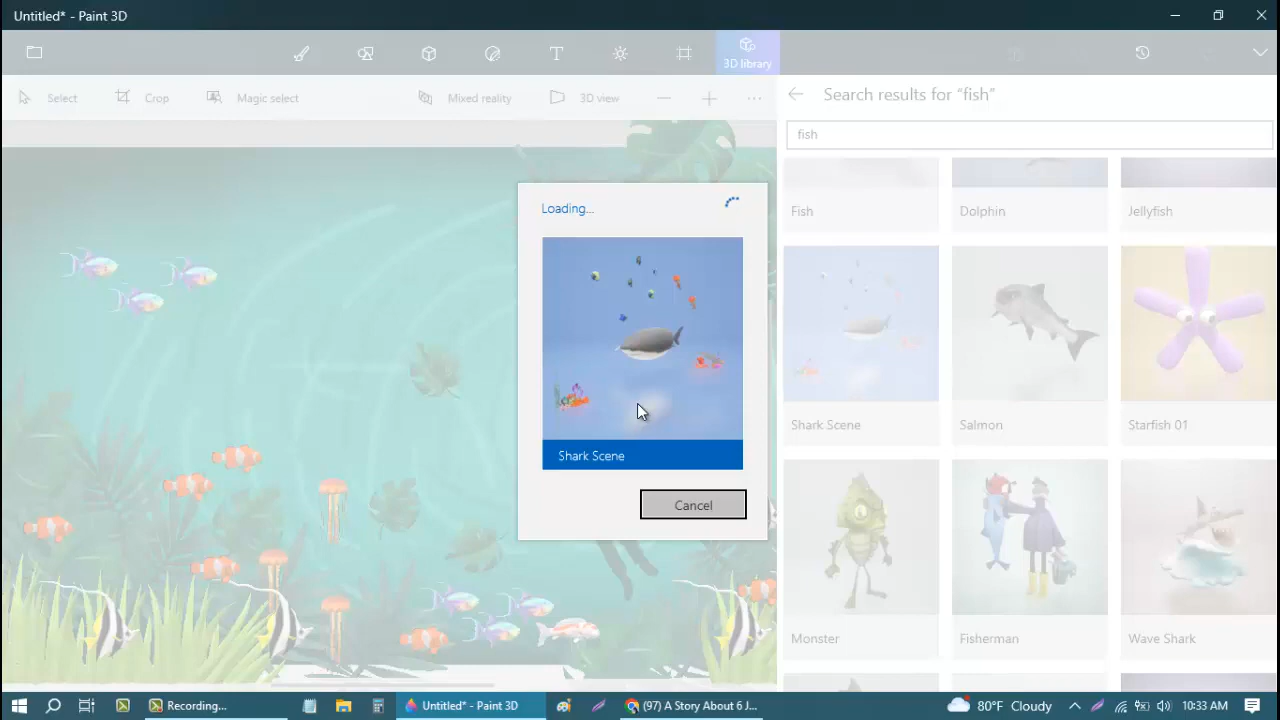 Untitled* - Paint 3D
3D library
Select
Crop
Magic select
Mixed reality
3D view
Search results for “fish”
fish
Fish
Dolphin
Jellyfish
Loading...
Shark Scene
Cancel
Shark Scene
Salmon
Starfish 01
Monster
Fisherman
Wave Shark
Recording...
Untitled* - Paint 3D
(97) A Story About 6 J...
80°F Cloudy
10:33 AM